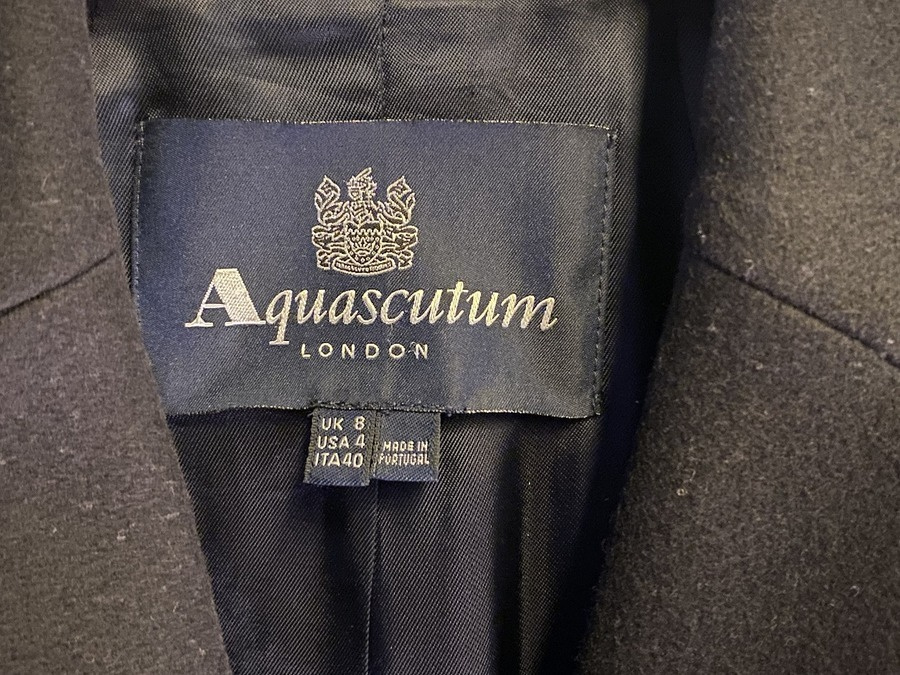 Aquascutum
LONDON
UK 8
USA 4
ITA40
MADE IN
PORTUGAL